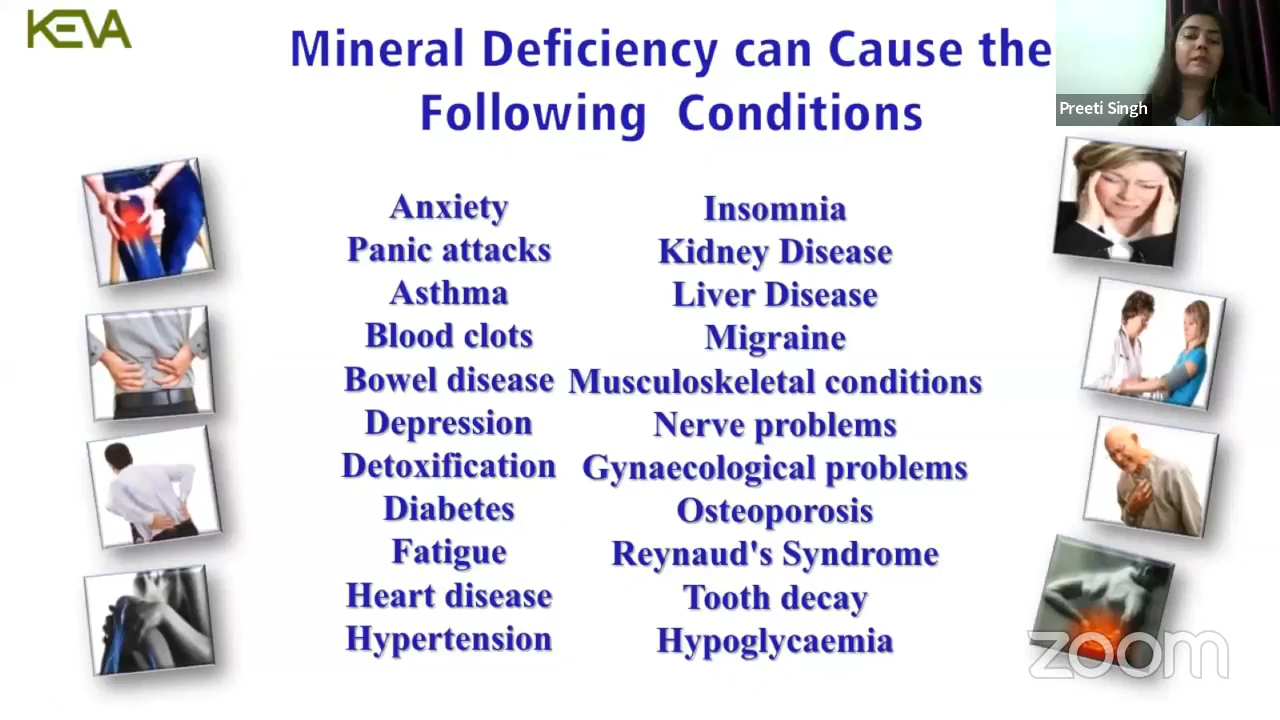 KEVA
Mineral Deficiency can Cause the
Following Conditions
Preeti Singh
Anxiety
Panic attacks
Asthma
Blood clots
Bowel disease
Depression
Detoxification
Diabetes
Fatigue
Heart disease
Hypertension
Insomnia
Kidney Disease
Liver Disease
Migraine
Musculoskeletal conditions
Nerve problems
Gynaecological problems
Osteoporosis
Reynaud's Syndrome
Tooth decay
Hypoglycaemia
zoom